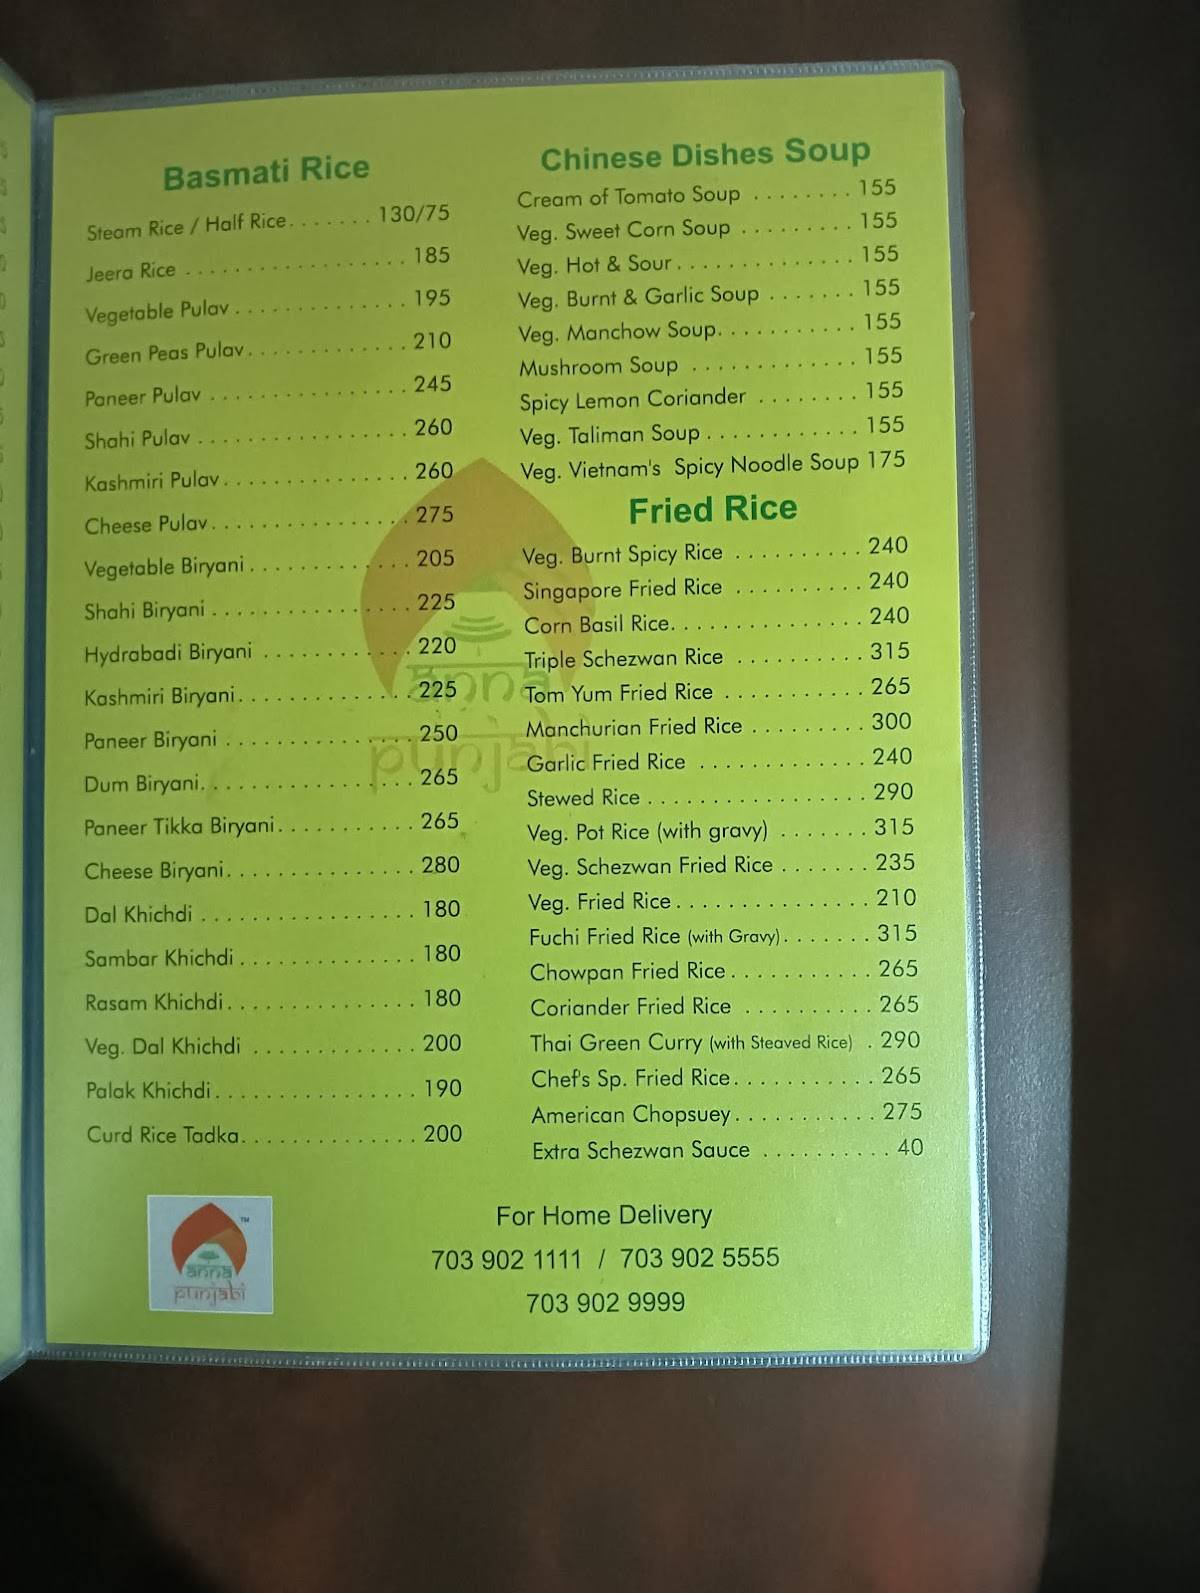 Basmati Rice
Steam Rice / Half Rice....... 130/75
Jeera Rice .................. 185
Vegetable Pulav .............. 195
Green Peas Pulav............. 210
Paneer Pulav ................ 245
Shahi Pulav ................. 260
Kashmiri Pulav............... 260
Cheese Pulav................ 275
Vegetable Biryani............. 205
Shahi Biryani ................ 225
Hydrabadi Biryani ............ 220
Kashmiri Biryani.............. 225
Paneer Biryani ............... 250
Dum Biryani................. 265
Paneer Tikka Biryani........... 265
Cheese Biryani............... 280
Dal Khichdi ................. 180
Sambar Khichdi .............. 180
Rasam Khichdi............... 180
Veg. Dal Khichdi ............. 200
Palak Khichdi................ 190
Curd Rice Tadka.............. 200
Chinese Dishes Soup
Cream of Tomato Soup ........ 155
Veg. Sweet Corn Soup ......... 155
Veg. Hot & Sour.............. 155
Veg. Burnt & Garlic Soup ....... 155
Veg. Manchow Soup........... 155
Mushroom Soup ............. 155
Spicy Lemon Coriander ........ 155
Veg. Taliman Soup............ 155
Veg. Vietnam's Spicy Noodle Soup 175
Fried Rice
Veg. Burnt Spicy Rice .......... 240
Singapore Fried Rice .......... 240
Corn Basil Rice............... 240
Triple Schezwan Rice .......... 315
Tom Yum Fried Rice ........... 265
Manchurian Fried Rice ......... 300
Garlic Fried Rice ............. 240
Stewed Rice ................. 290
Veg. Pot Rice (with gravy) ....... 315
Veg. Schezwan Fried Rice ....... 235
Veg. Fried Rice............... 210
Fuchi Fried Rice (with Gravy)....... 315
Chowpan Fried Rice........... 265
Coriander Fried Rice .......... 265
Thai Green Curry (with Steaved Rice) . 290
Chef's Sp. Fried Rice........... 265
American Chopsuey........... 275
Extra Schezwan Sauce .......... 40
anna
punjabi
TM
anna
punjabi
For Home Delivery
703 902 1111 / 703 902 5555
703 902 9999